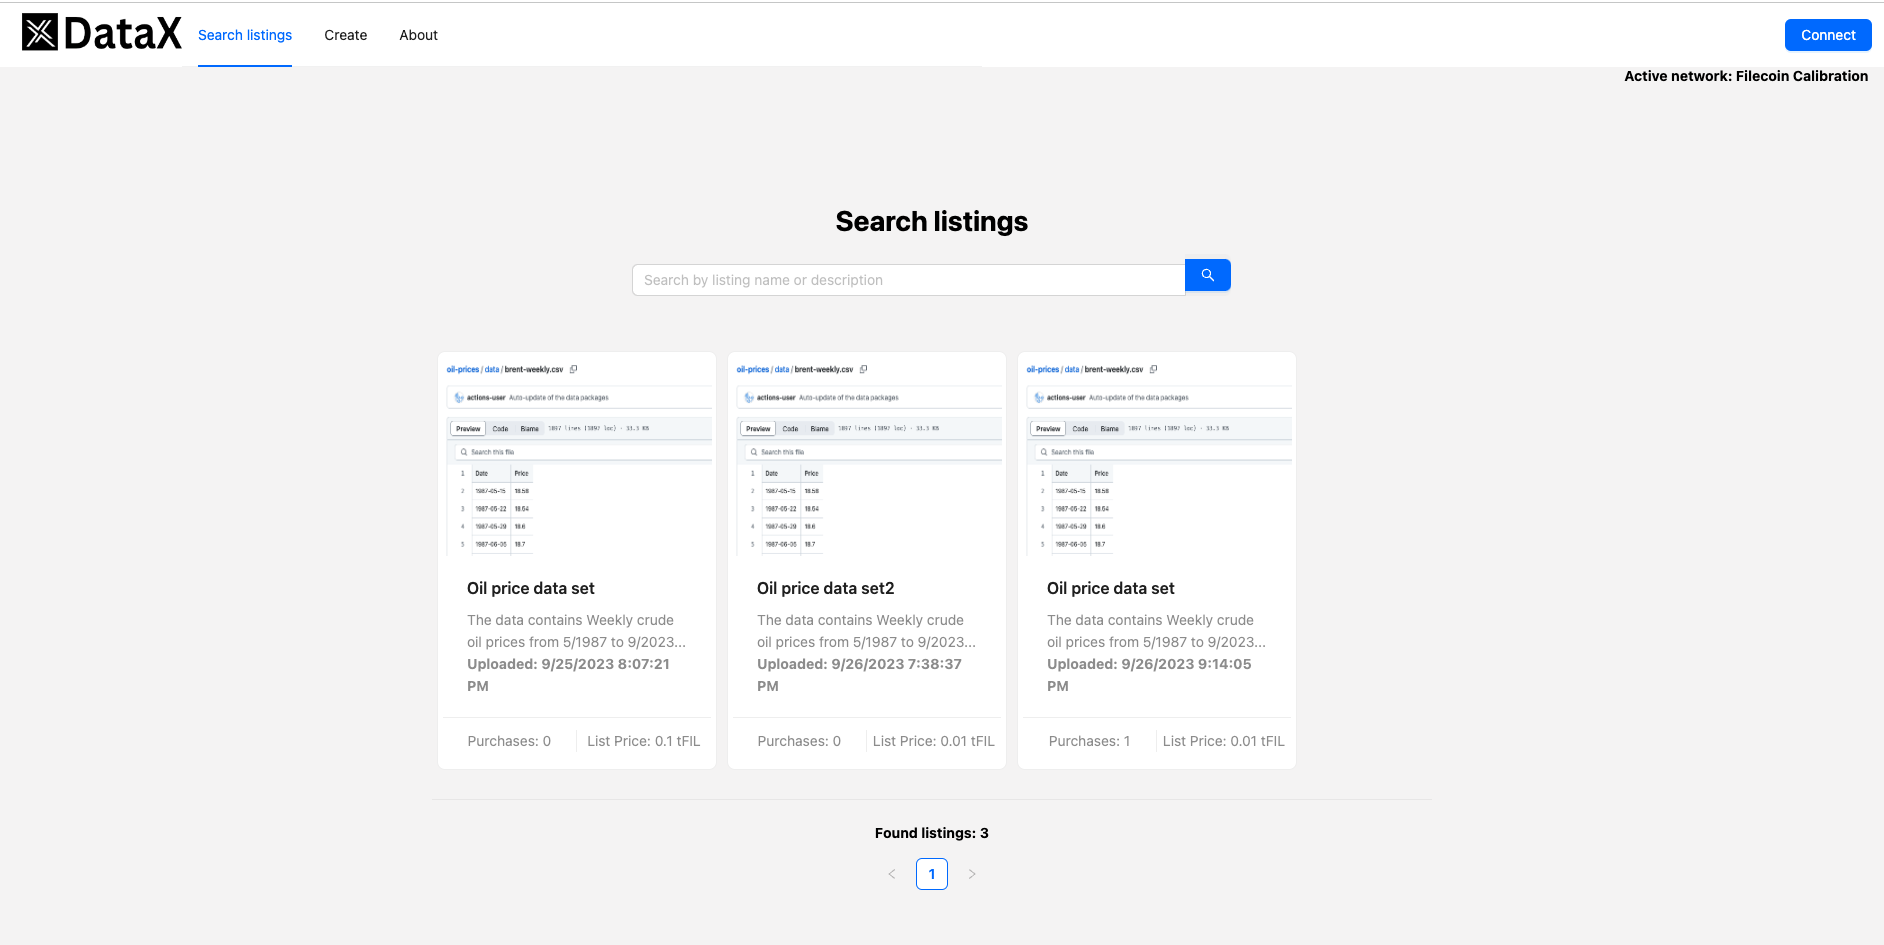 DataX
Search listings
Create
About
Connect
Active network: Filecoin Calibration
Search listings
Search by listing name or description
oil-prices / data / brent-weekly.csv
actions-user Auto-update of the data packages
Preview Code Blame 1897 lines (1897 loc) · 33.3 KB
Search this file
1 Date Price
2 1987-05-15 18.58
3 1987-05-22 18.54
4 1987-05-29 18.6
5 1987-06-05 18.7
Oil price data set
The data contains Weekly crude
oil prices from 5/1987 to 9/2023...
Uploaded: 9/25/2023 8:07:21
PM
Purchases: 0
List Price: 0.1 tFIL
oil-prices / data / brent-weekly.csv
actions-user Auto-update of the data packages
Preview Code Blame 1897 lines (1897 loc) · 33.3 KB
Search this file
1 Date Price
2 1987-05-15 18.58
3 1987-05-22 18.54
4 1987-05-29 18.6
5 1987-06-05 18.7
Oil price data set2
The data contains Weekly crude
oil prices from 5/1987 to 9/2023...
Uploaded: 9/26/2023 7:38:37
PM
Purchases: 0
List Price: 0.01 tFIL
oil-prices / data / brent-weekly.csv
actions-user Auto-update of the data packages
Preview Code Blame 1897 lines (1897 loc) · 33.3 KB
Search this file
1 Date Price
2 1987-05-15 18.58
3 1987-05-22 18.54
4 1987-05-29 18.6
5 1987-06-05 18.7
Oil price data set
The data contains Weekly crude
oil prices from 5/1987 to 9/2023...
Uploaded: 9/26/2023 9:14:05
PM
Purchases: 1
List Price: 0.01 tFIL
Found listings: 3
< 1 >